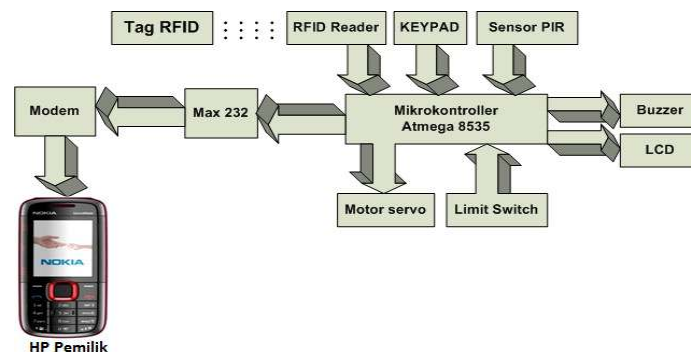 Tag RFID
RFID Reader
KEYPAD
Sensor PIR
Modem
Max 232
Mikrokontroller
Atmega 8535
Buzzer
LCD
Motor servo
Limit Switch
NOKIA
NOKIA
HP Pemilik